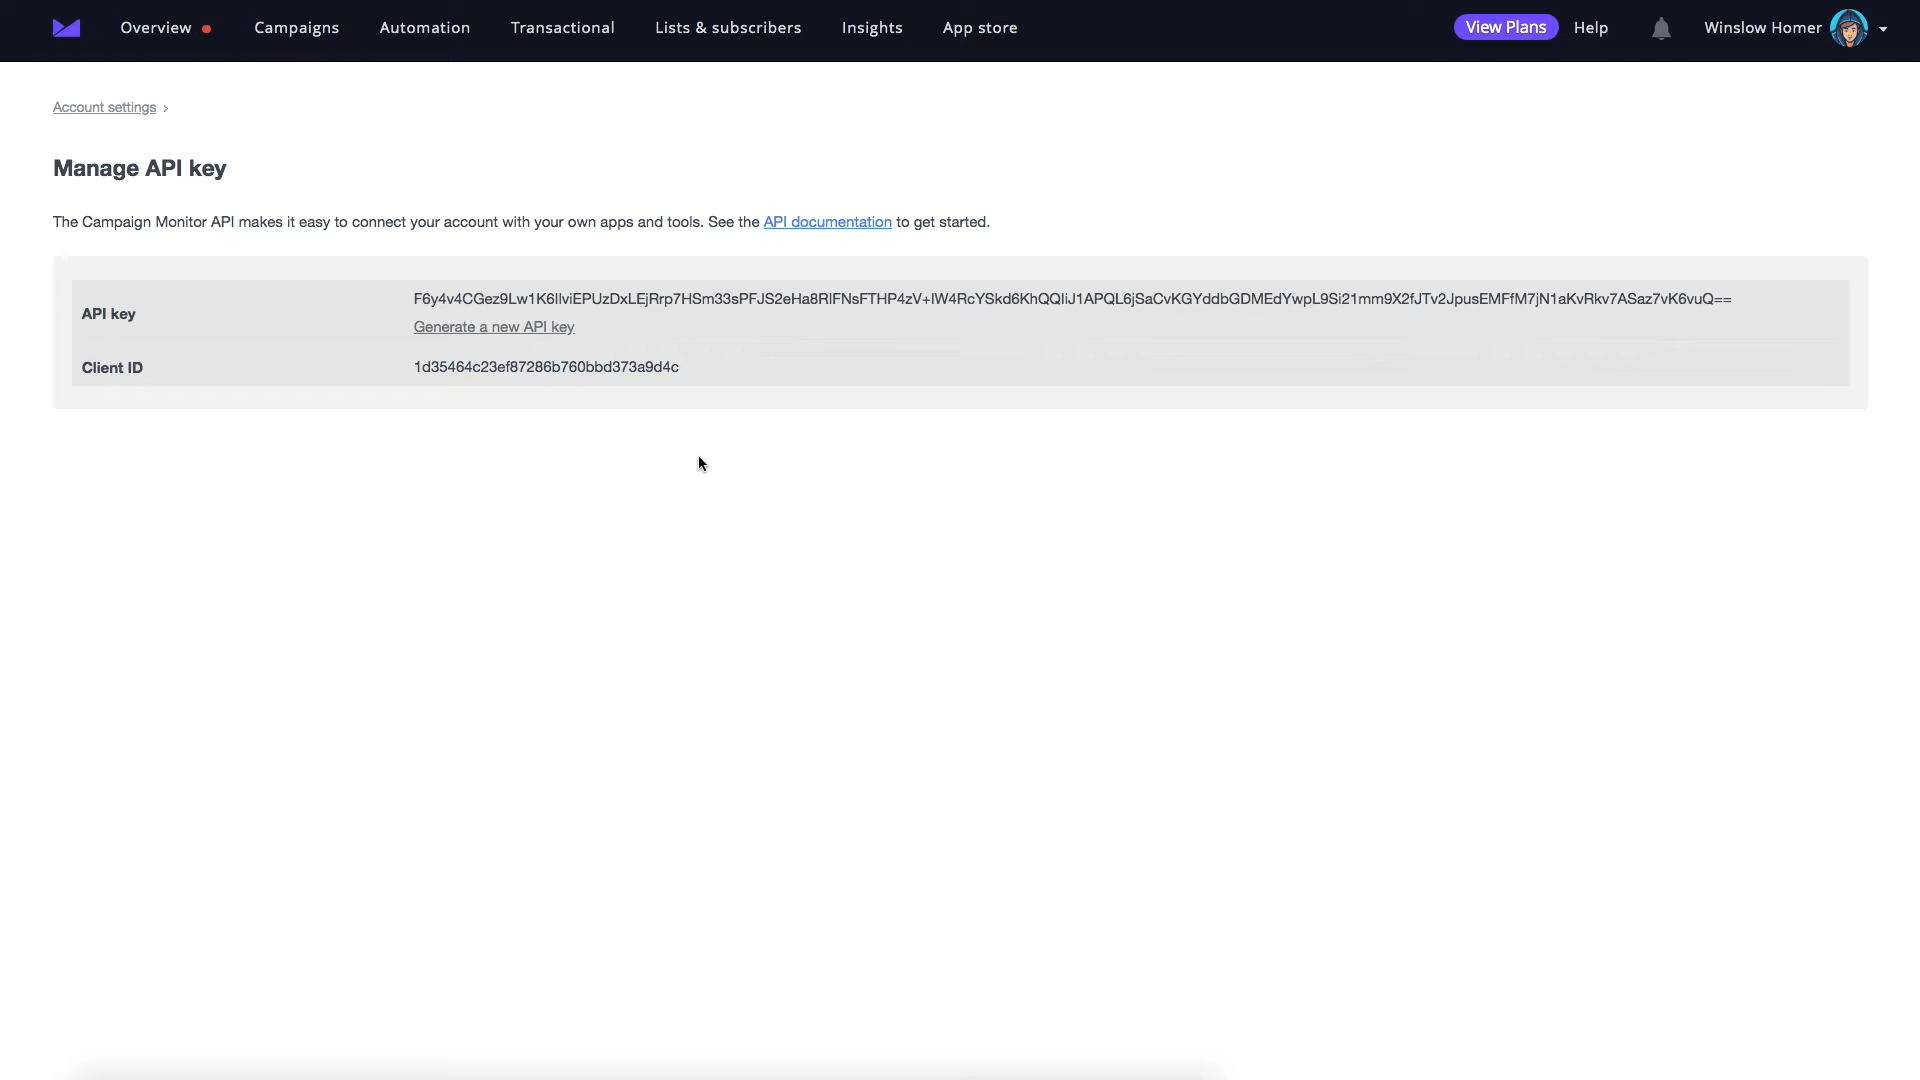 Overview
Campaigns
Automation
Transactional
Lists & subscribers
Insights
App store
View Plans
Help
Winslow Homer
Account settings ›
Manage API key
The Campaign Monitor API makes it easy to connect your account with your own apps and tools. See the API documentation to get started.
API key
F6y4v4CGez9Lw1K6llviEPUzDxLEjRrp7HSm33sPFJS2eHa8RlFNsFTHP4zV+lW4RcYSkd6KhQQIiJ1APQL6jSaCvKGYddbGDMEdYwpL9Si21mm9X2fJTv2JpusEMFfM7jN1aKvRkv7ASaz7vK6vuQ==
Generate a new API key
Client ID
1d35464c23ef87286b760bbd373a9d4c